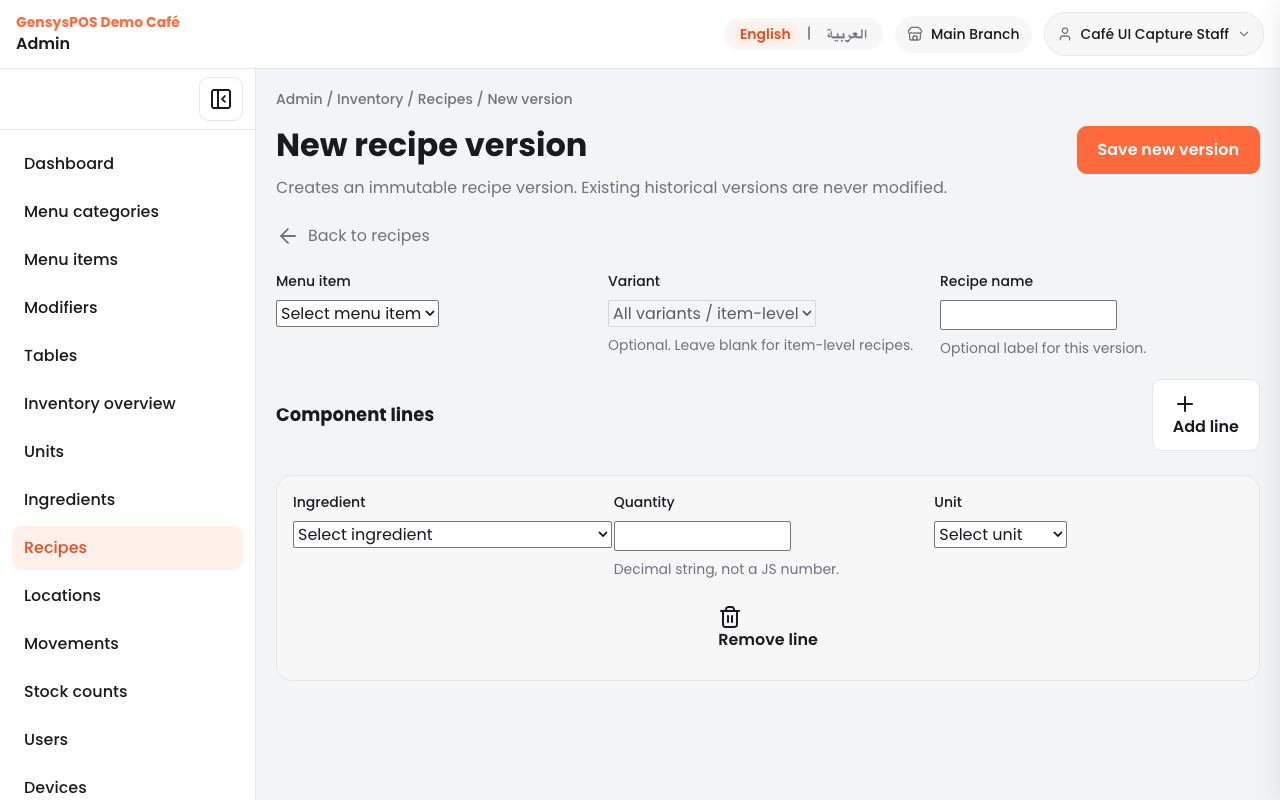 GensysPOS Demo Café
Admin
English | العربية
Main Branch
Café UI Capture Staff
Dashboard
Menu categories
Menu items
Modifiers
Tables
Inventory overview
Units
Ingredients
Recipes
Locations
Movements
Stock counts
Users
Devices
Admin / Inventory / Recipes / New version
New recipe version
Save new version
Creates an immutable recipe version. Existing historical versions are never modified.
Back to recipes
Menu item
Variant
Recipe name
Select menu item
All variants / item-level
Optional. Leave blank for item-level recipes.
Optional label for this version.
Component lines
Add line
Ingredient
Quantity
Unit
Select ingredient
Select unit
Decimal string, not a JS number.
Remove line